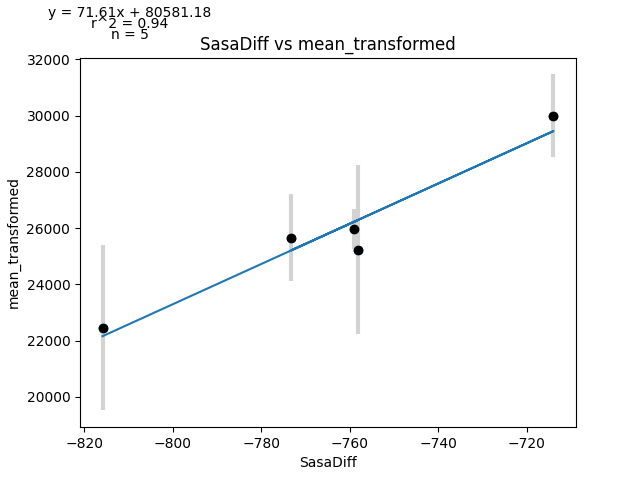 y = 71.61x + 80581.18
r^2 = 0.94
n = 5
SasaDiff vs mean_transformed
32000
30000
28000
26000
24000
22000
20000
mean_transformed
−820
−800
−780
−760
−740
−720
SasaDiff